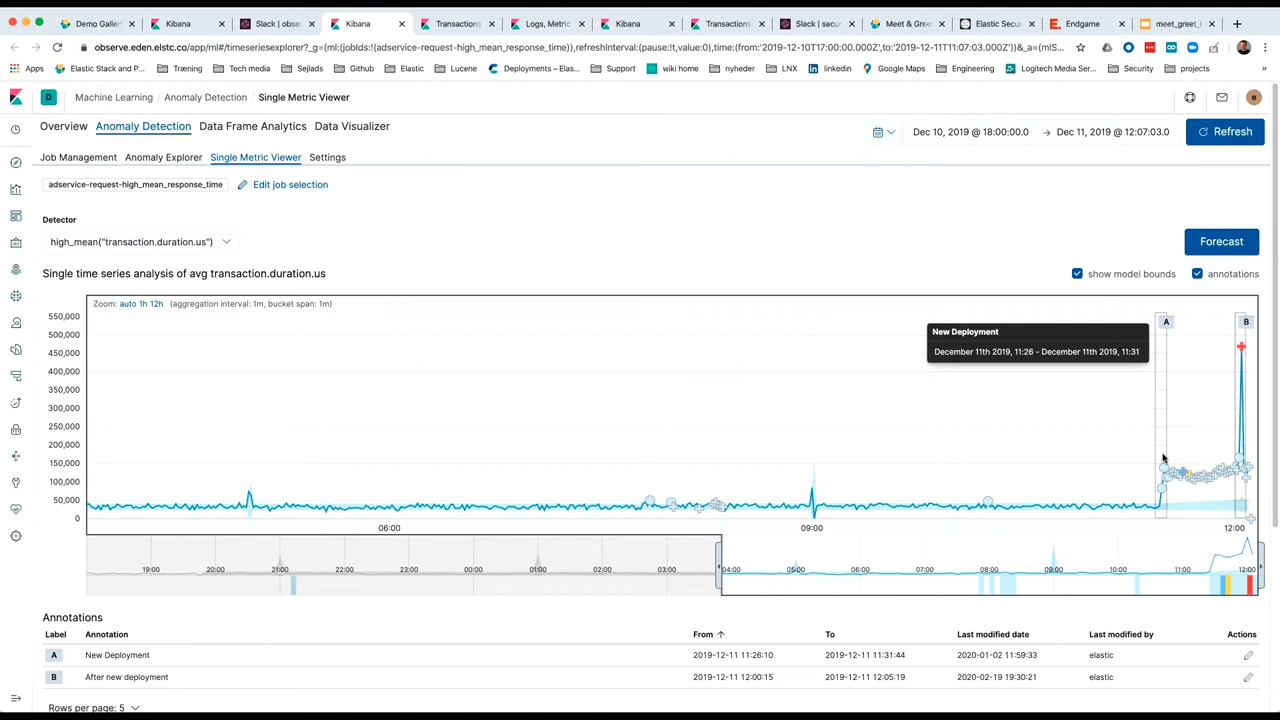 Demo Galler
Kibana
Slack | obser
Kibana
Transactions
Logs, Metric
Kibana
Transactions
Slack | secur
Meet & Gree
Elastic Secu
Endgame
meet_greet_l
observe.eden.elstc.co/app/ml#/timeseriesexplorer?_g=(ml:(jobIds:!(adservice-request-high_mean_response_time)),refreshInterval:(pause:!t,value:0),time:(from:'2019-12-10T17:00:00.000Z',to:'2019-12-11T11:07:03.000Z'))&_a=(mlS...
Apps
Elastic Stack and P...
Træning
Tech media
Sejlads
Github
Elastic
Lucene
Deployments – Elas...
Support
wiki home
nyheder
LNX
linkedin
Google Maps
Engineering
Logitech Media Ser...
Security
projects
»
D
Machine Learning
Anomaly Detection
Single Metric Viewer
e
Overview
Anomaly Detection
Data Frame Analytics
Data Visualizer
Dec 10, 2019 @ 18:00:00.0
→
Dec 11, 2019 @ 12:07:03.0
Refresh
Job Management
Anomaly Explorer
Single Metric Viewer
Settings
adservice-request-high_mean_response_time
Edit job selection
Detector
high_mean("transaction.duration.us")
Forecast
Single time series analysis of avg transaction.duration.us
show model bounds
annotations
Zoom: auto 1h 12h (aggregation interval: 1m, bucket span: 1m)
550,000
500,000
450,000
400,000
350,000
300,000
250,000
200,000
150,000
100,000
50,000
0
A
B
New Deployment
December 11th 2019, 11:26 - December 11th 2019, 11:31
06:00
09:00
12:00
19:00
20:00
21:00
22:00
23:00
00:00
01:00
02:00
03:00
04:00
05:00
06:00
07:00
08:00
09:00
10:00
11:00
12:00
Annotations
Label
Annotation
From
To
Last modified date
Last modified by
Actions
A
New Deployment
2019-12-11 11:26:10
2019-12-11 11:31:44
2020-01-02 11:59:33
elastic
B
After new deployment
2019-12-11 12:00:15
2019-12-11 12:05:19
2020-02-19 19:30:21
elastic
Rows per page: 5